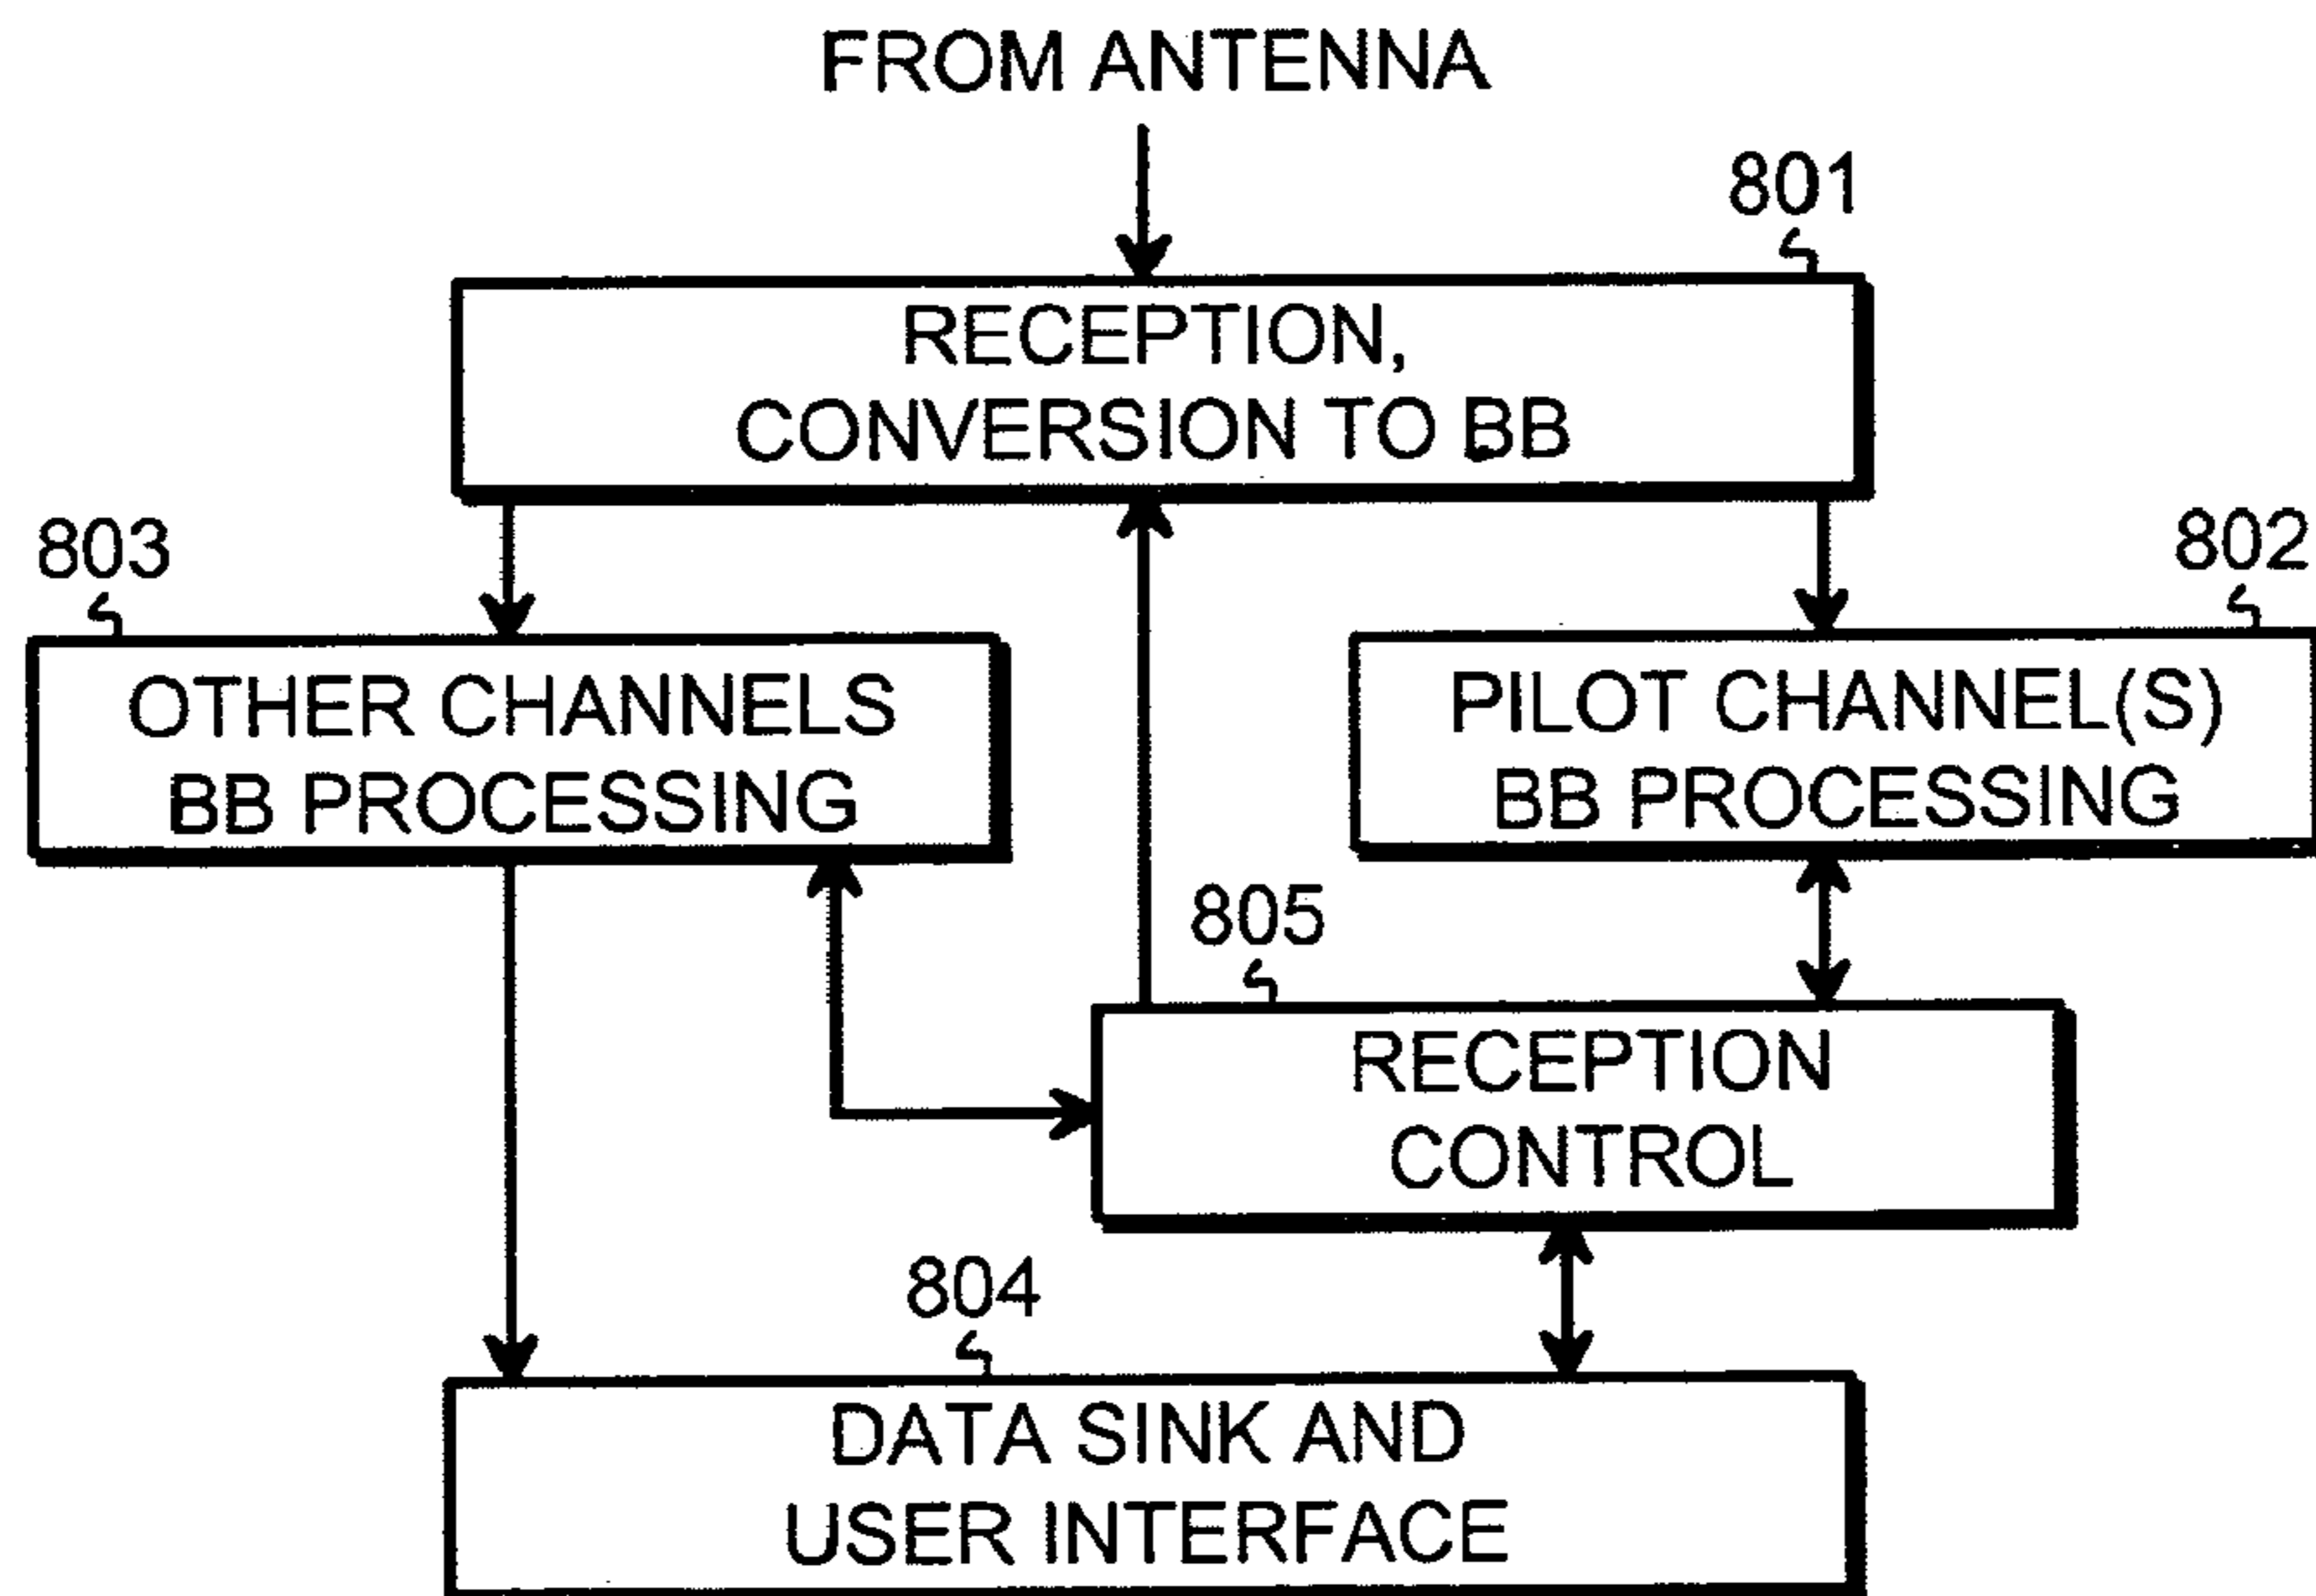 FROM ANTENNA
801
RECEPTION,
CONVERSION TO BB
803
802
OTHER CHANNELS
BB PROCESSING
PILOT CHANNEL(S)
BB PROCESSING
805
RECEPTION
CONTROL
804
DATA SINK AND
USER INTERFACE